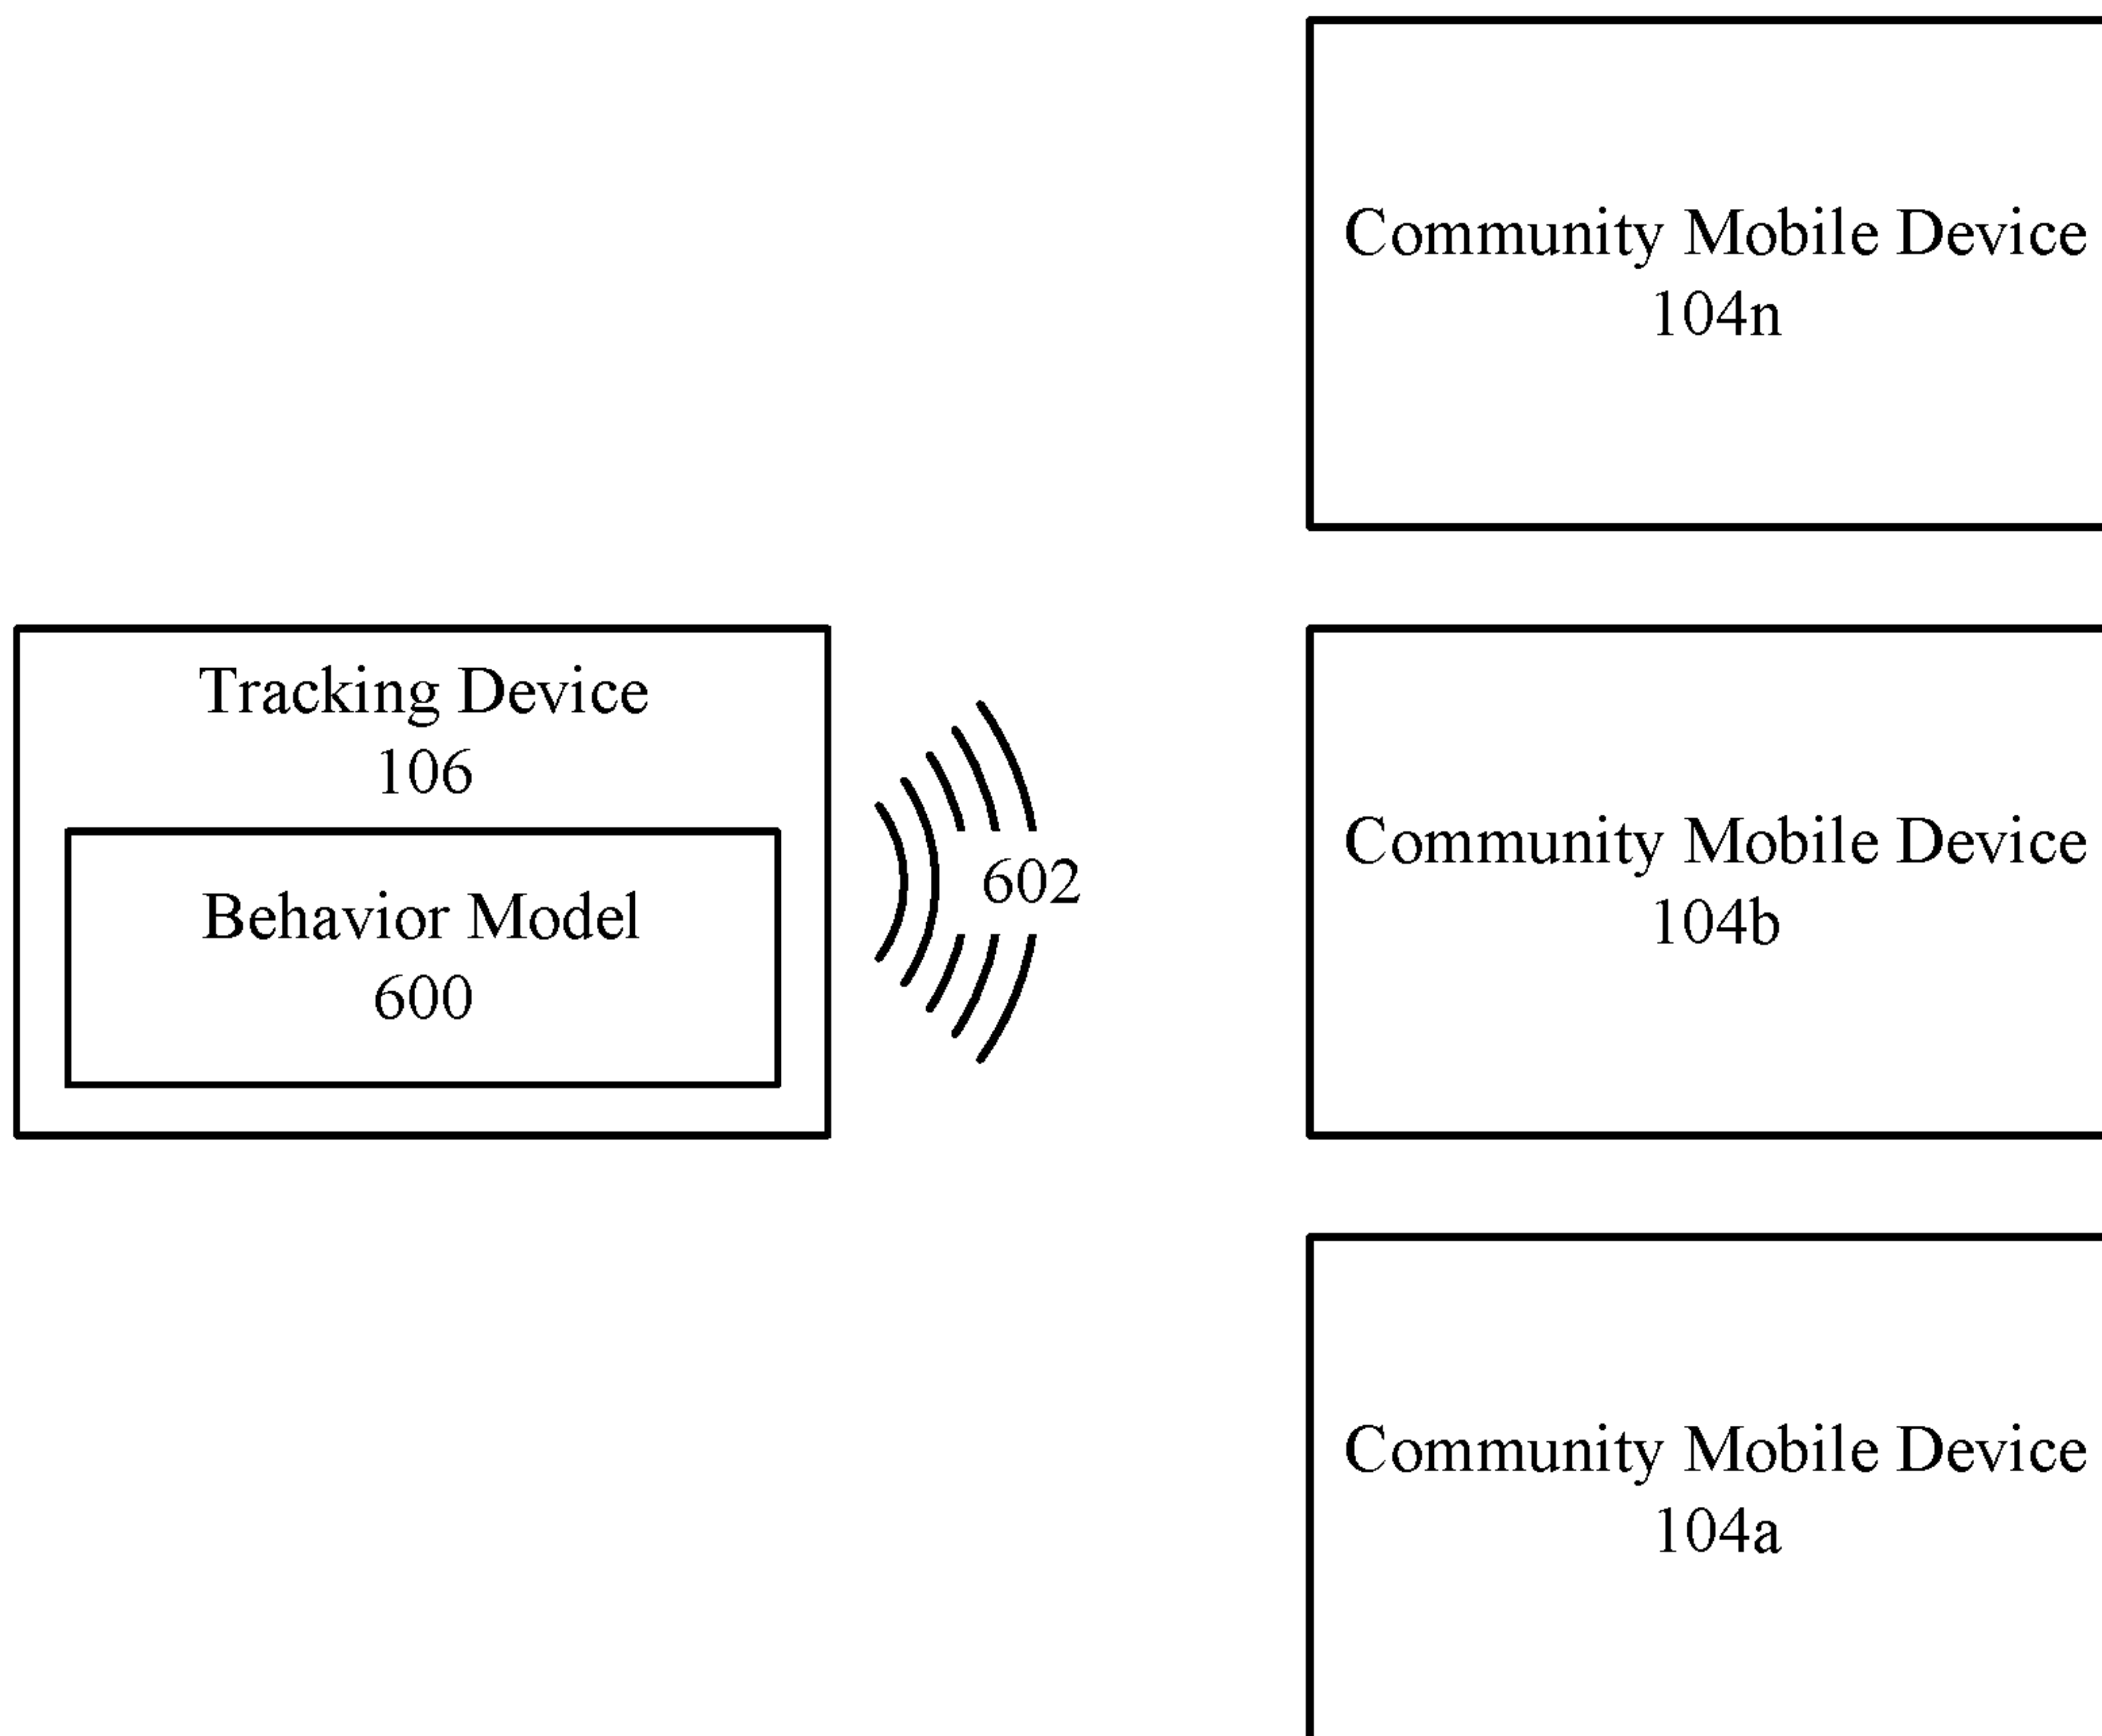 Community Mobile Device
104n
Tracking Device
106
Behavior Model
600
602
Community Mobile Device
104b
Community Mobile Device
104a